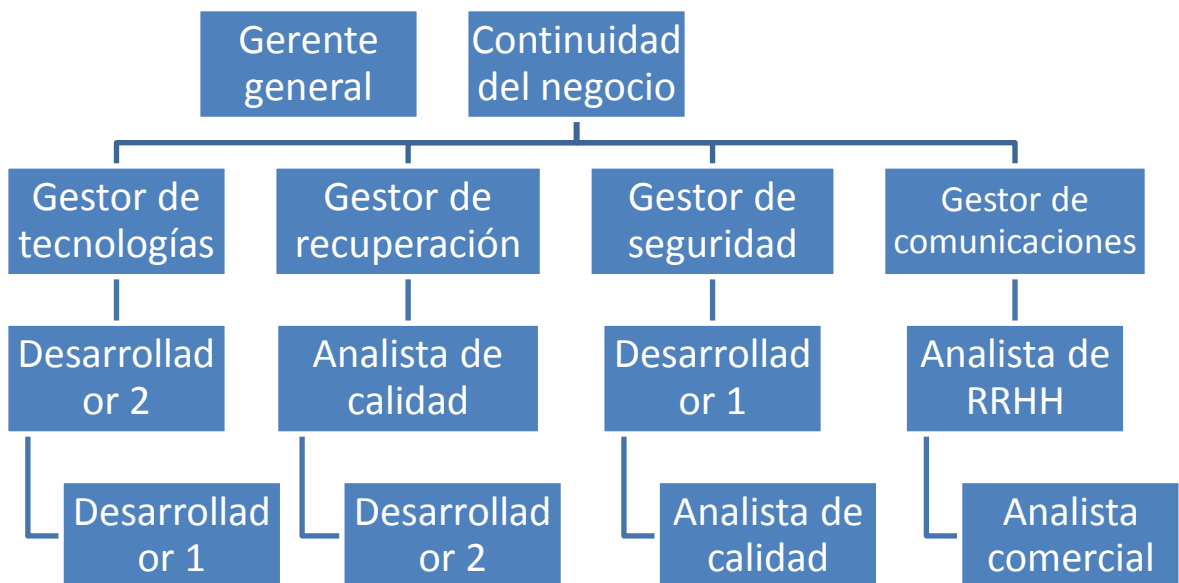 Gerente
general
Continuidad
del negocio
Gestor de
tecnologías
Gestor de
recuperación
Gestor de
seguridad
Gestor de
comunicaciones
Desarrollad
or 2
Analista de
calidad
Desarrollad
or 1
Analista de
RRHH
Desarrollad
or 1
Desarrollad
or 2
Analista de
calidad
Analista
comercial